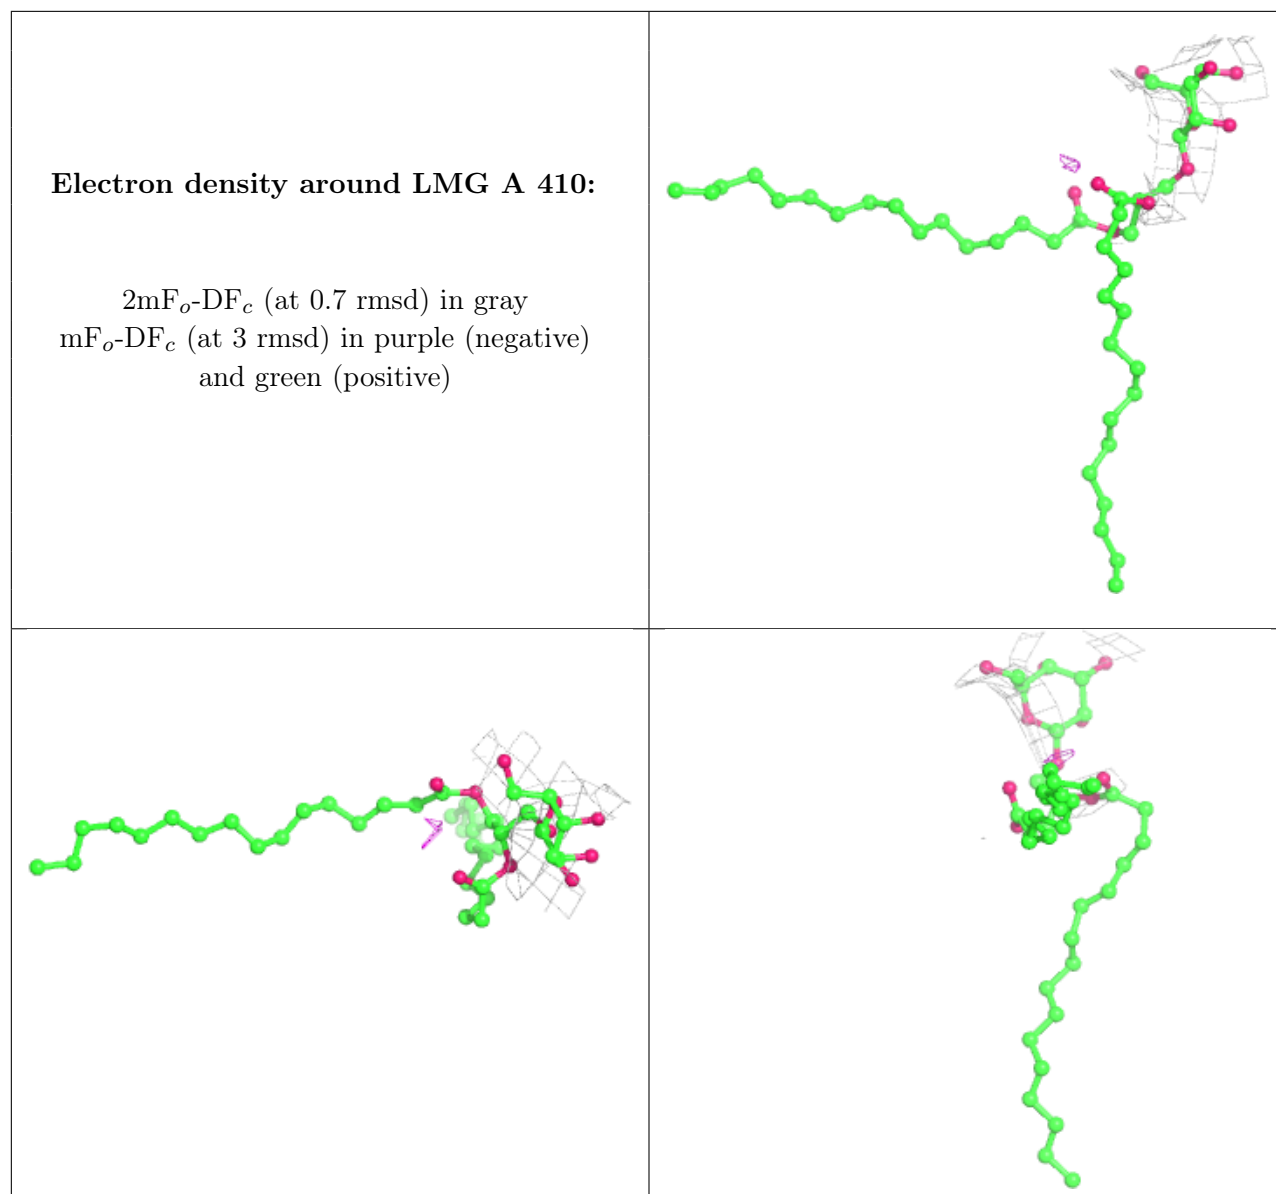 Electron density around LMG A 410:
2mFo-DFc (at 0.7 rmsd) in gray
mFo-DFc (at 3 rmsd) in purple (negative)
and green (positive)